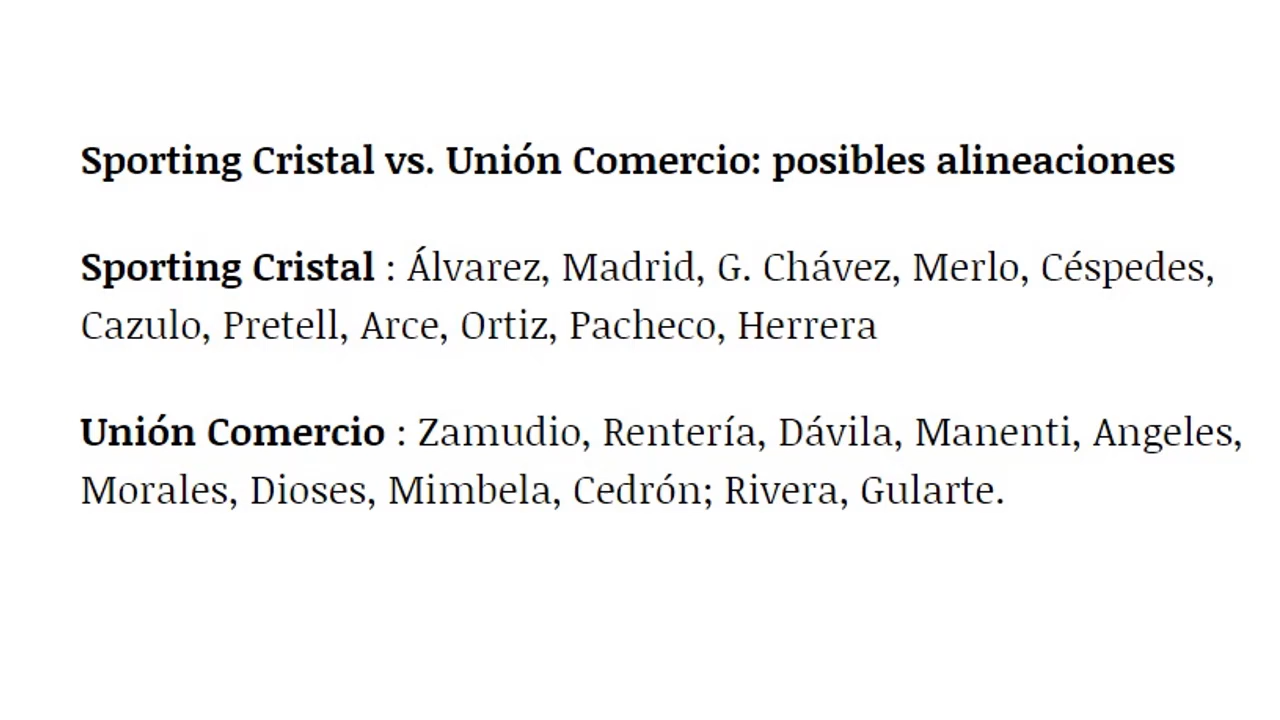 Sporting Cristal vs. Unión Comercio: posibles alineaciones
Sporting Cristal : Álvarez, Madrid, G. Chávez, Merlo, Céspedes,
Cazulo, Pretell, Arce, Ortiz, Pacheco, Herrera
Unión Comercio : Zamudio, Rentería, Dávila, Manenti, Angeles,
Morales, Dioses, Mimbela, Cedrón; Rivera, Gularte.